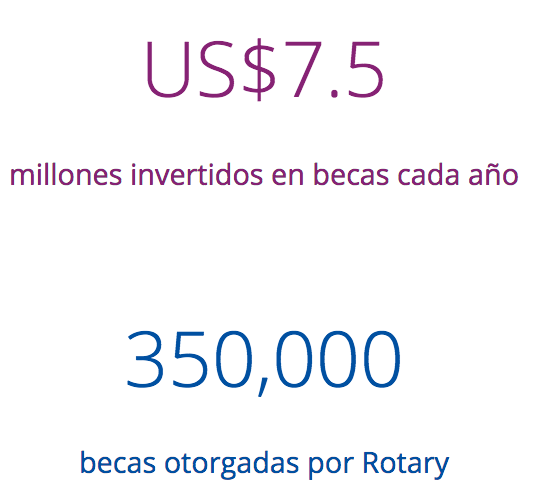 US$7.5
millones invertidos en becas cada año
350,000
becas otorgadas por Rotary